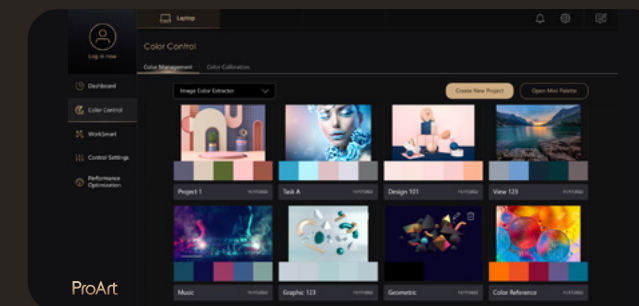 Laptop
Log in now
Color Control
Color Management
Color Calibration
Dashboard
Color Control
WorkSmart
Control Settings
Performance
Optimization
Image Color Extractor
Create New Project
Open Mini Palette
Project 1
Task A
Design 101
View 123
Music
Graphic 123
Geometric
Color Reference
ProArt